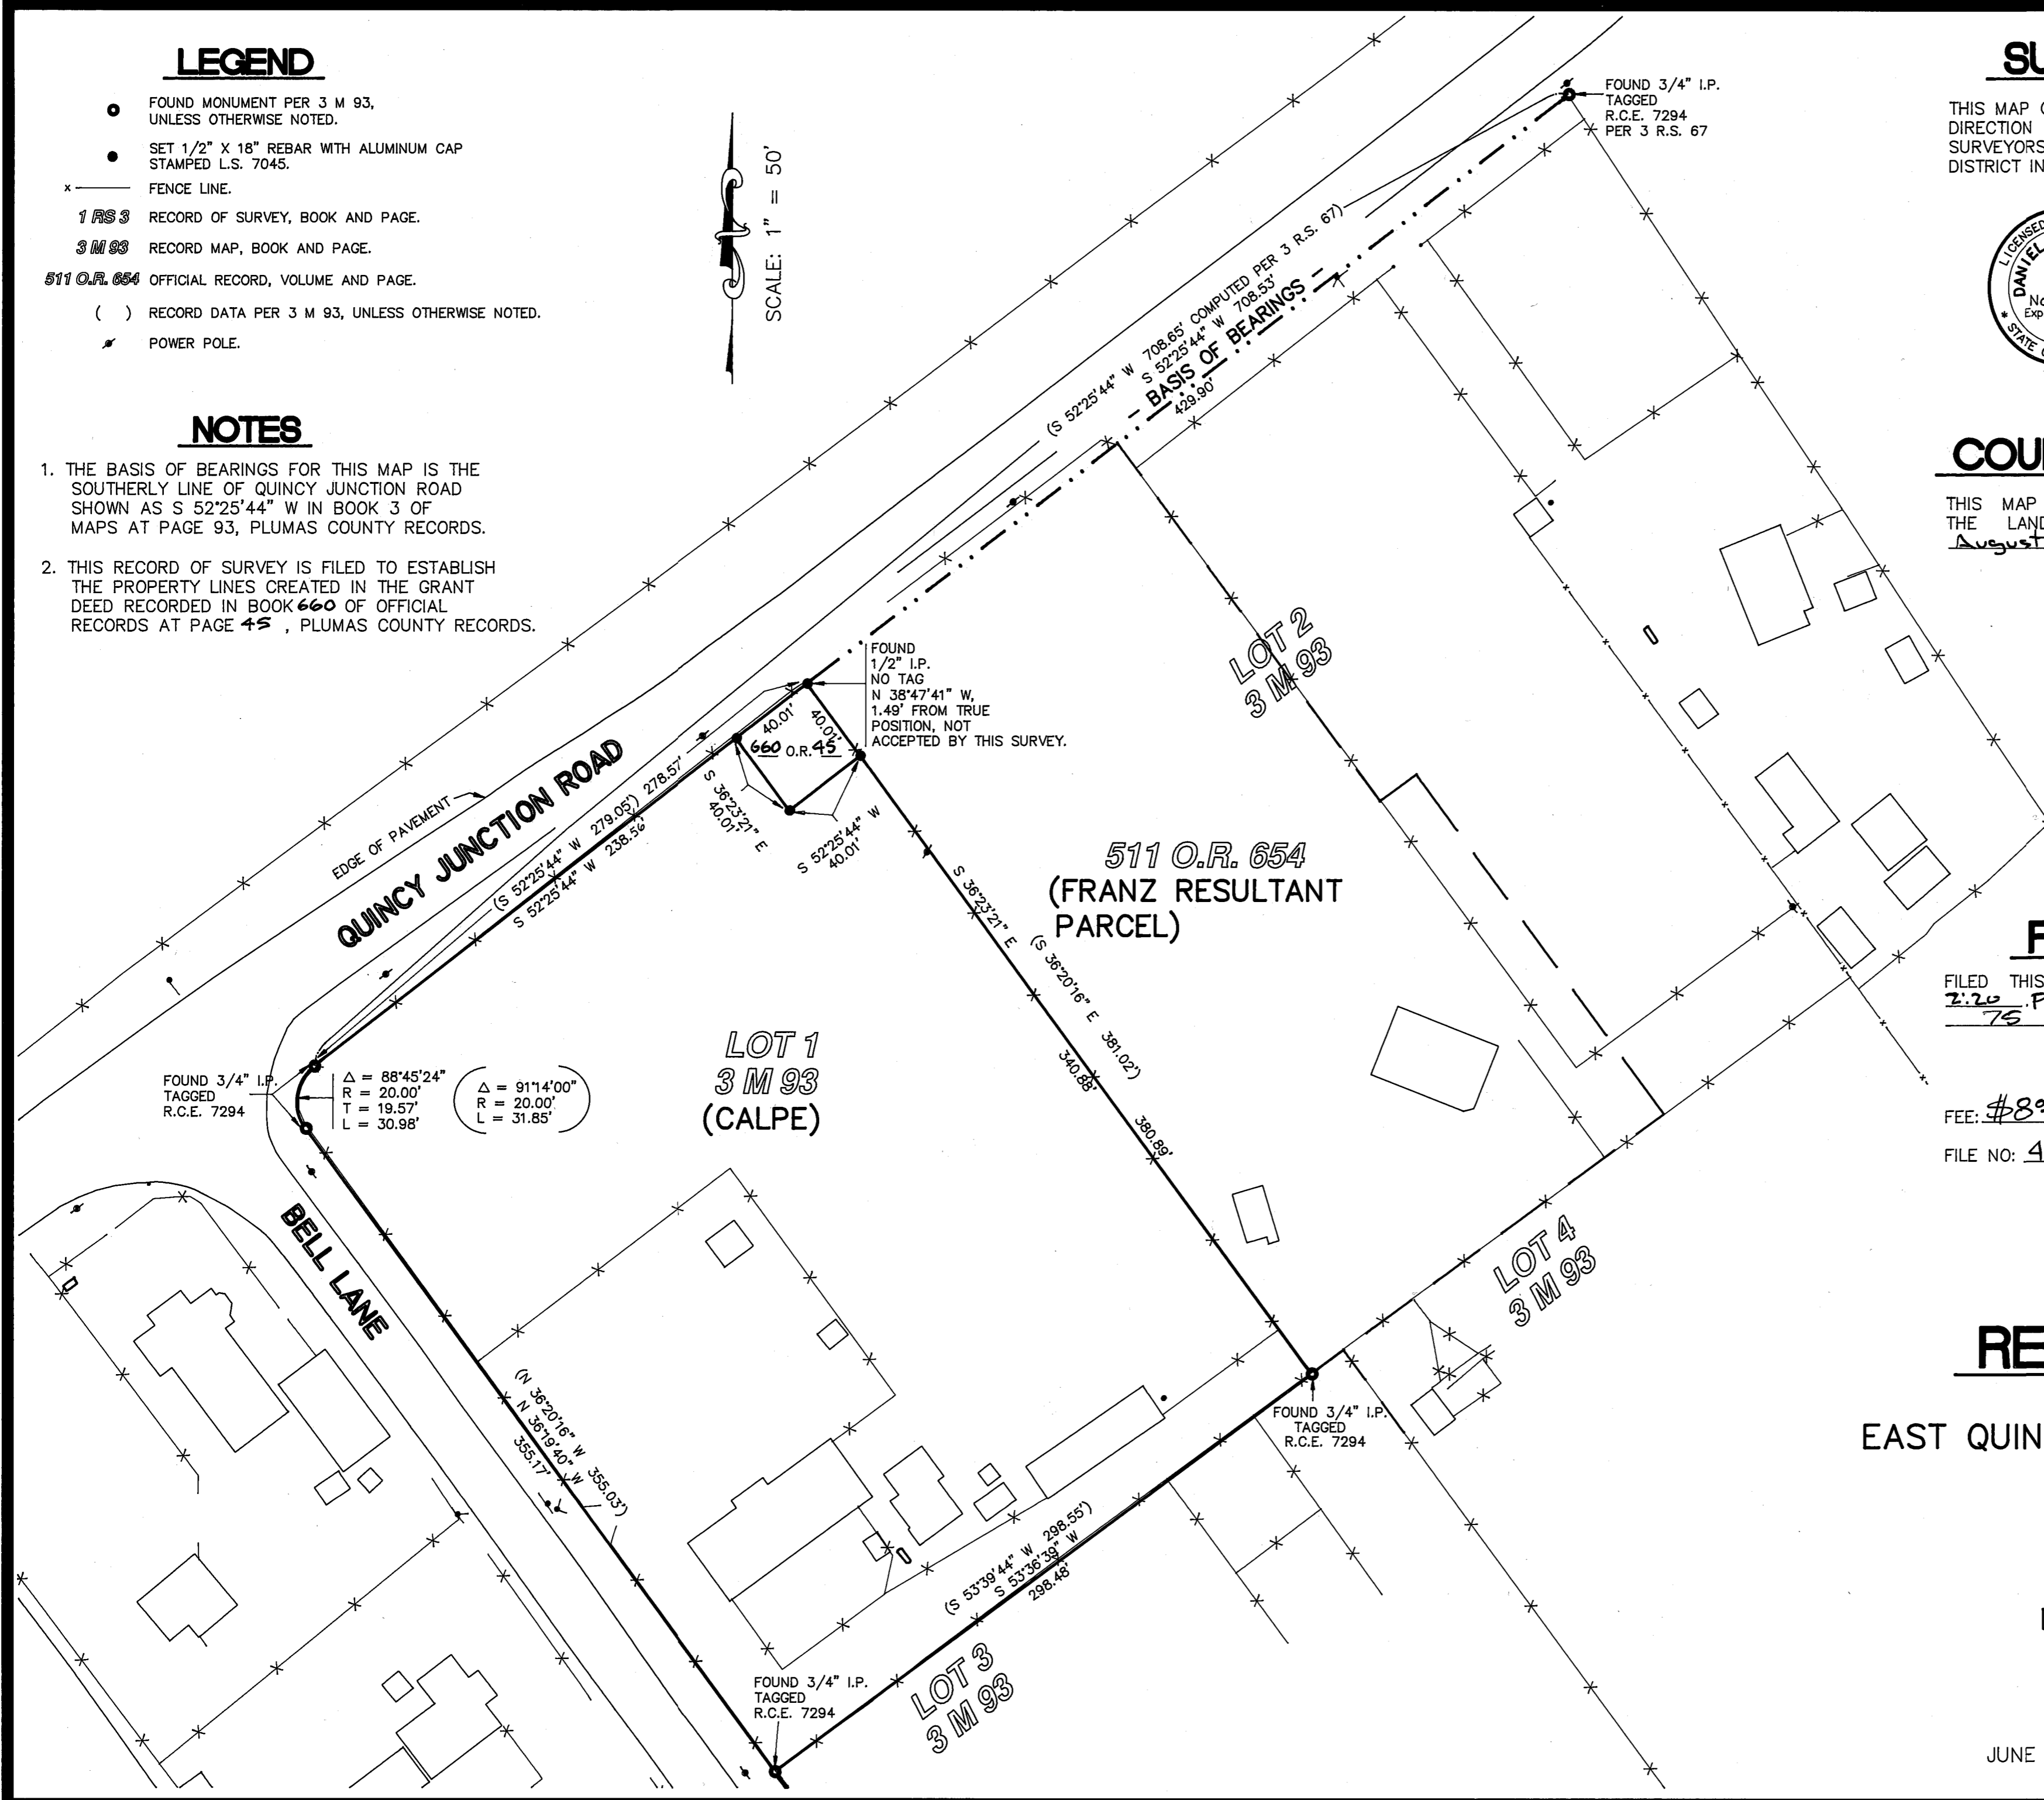 LEGEND
FOUND MONUMENT PER 3 M 93,
UNLESS OTHERWISE NOTED.
SET 1/2" X 18" REBAR WITH ALUMINUM CAP
STAMPED L.S. 7045.
x FENCE LINE.
1 RS 3 RECORD OF SURVEY, BOOK AND PAGE.
3 M 93 RECORD MAP, BOOK AND PAGE.
511 O.R. 654 OFFICIAL RECORD, VOLUME AND PAGE.
( ) RECORD DATA PER 3 M 93, UNLESS OTHERWISE NOTED.
POWER POLE.
NOTES
1. THE BASIS OF BEARINGS FOR THIS MAP IS THE
SOUTHERLY LINE OF QUINCY JUNCTION ROAD
SHOWN AS S 52°25'44" W IN BOOK 3 OF
MAPS AT PAGE 93, PLUMAS COUNTY RECORDS.
2. THIS RECORD OF SURVEY IS FILED TO ESTABLISH
THE PROPERTY LINES CREATED IN THE GRANT
DEED RECORDED IN BOOK 660 OF OFFICIAL
RECORDS AT PAGE 45 , PLUMAS COUNTY RECORDS.
SCALE: 1" = 50'
FOUND 3/4" I.P.
TAGGED
R.C.E. 7294
PER 3 R.S. 67
(S 52°25'44" W 708.65' COMPUTED PER 3 R.S. 67)
S 52°25'44" W 708.53'
BASIS OF BEARINGS
429.90'
FOUND
1/2" I.P.
NO TAG
N 38°47'41" W,
1.49' FROM TRUE
POSITION, NOT
ACCEPTED BY THIS SURVEY.
LOT 2
3 M 93
40.01'
40.01'
660 O.R. 45
S 36°23'21" E
40.01'
S 52°25'44" W
40.01'
EDGE OF PAVEMENT
QUINCY JUNCTION ROAD
(S 52°25'44" W 279.05') 278.57'
S 52°25'44" W 238.56'
511 O.R. 654
(FRANZ RESULTANT
PARCEL)
S 36°23'21" E
(S 36°20'16" E 381.02')
340.88'
380.89'
LOT 1
3 M 93
(CALPE)
FOUND 3/4" I.P.
TAGGED
R.C.E. 7294
Δ = 88°45'24"
R = 20.00'
T = 19.57'
L = 30.98'
Δ = 91°14'00"
R = 20.00'
L = 31.85'
BELL LANE
(N 36°20'16" W 355.03')
N 36°19'40" W
355.17'
LOT 4
3 M 93
FOUND 3/4" I.P.
TAGGED
R.C.E. 7294
(S 53°39'44" W 298.55')
S 53°36'39" W
298.48'
LOT 3
3 M 93
FOUND 3/4" I.P.
TAGGED
R.C.E. 7294
SU
THIS MAP
DIRECTION
SURVEYORS
DISTRICT IN
LICENSED
DANIEL
No
Exp
STATE
COU
THIS MAP
THE LAND
August
F
FILED THIS
2:20 P
75
FEE: $8
FILE NO: 4
RE
EAST QUIN
JUNE